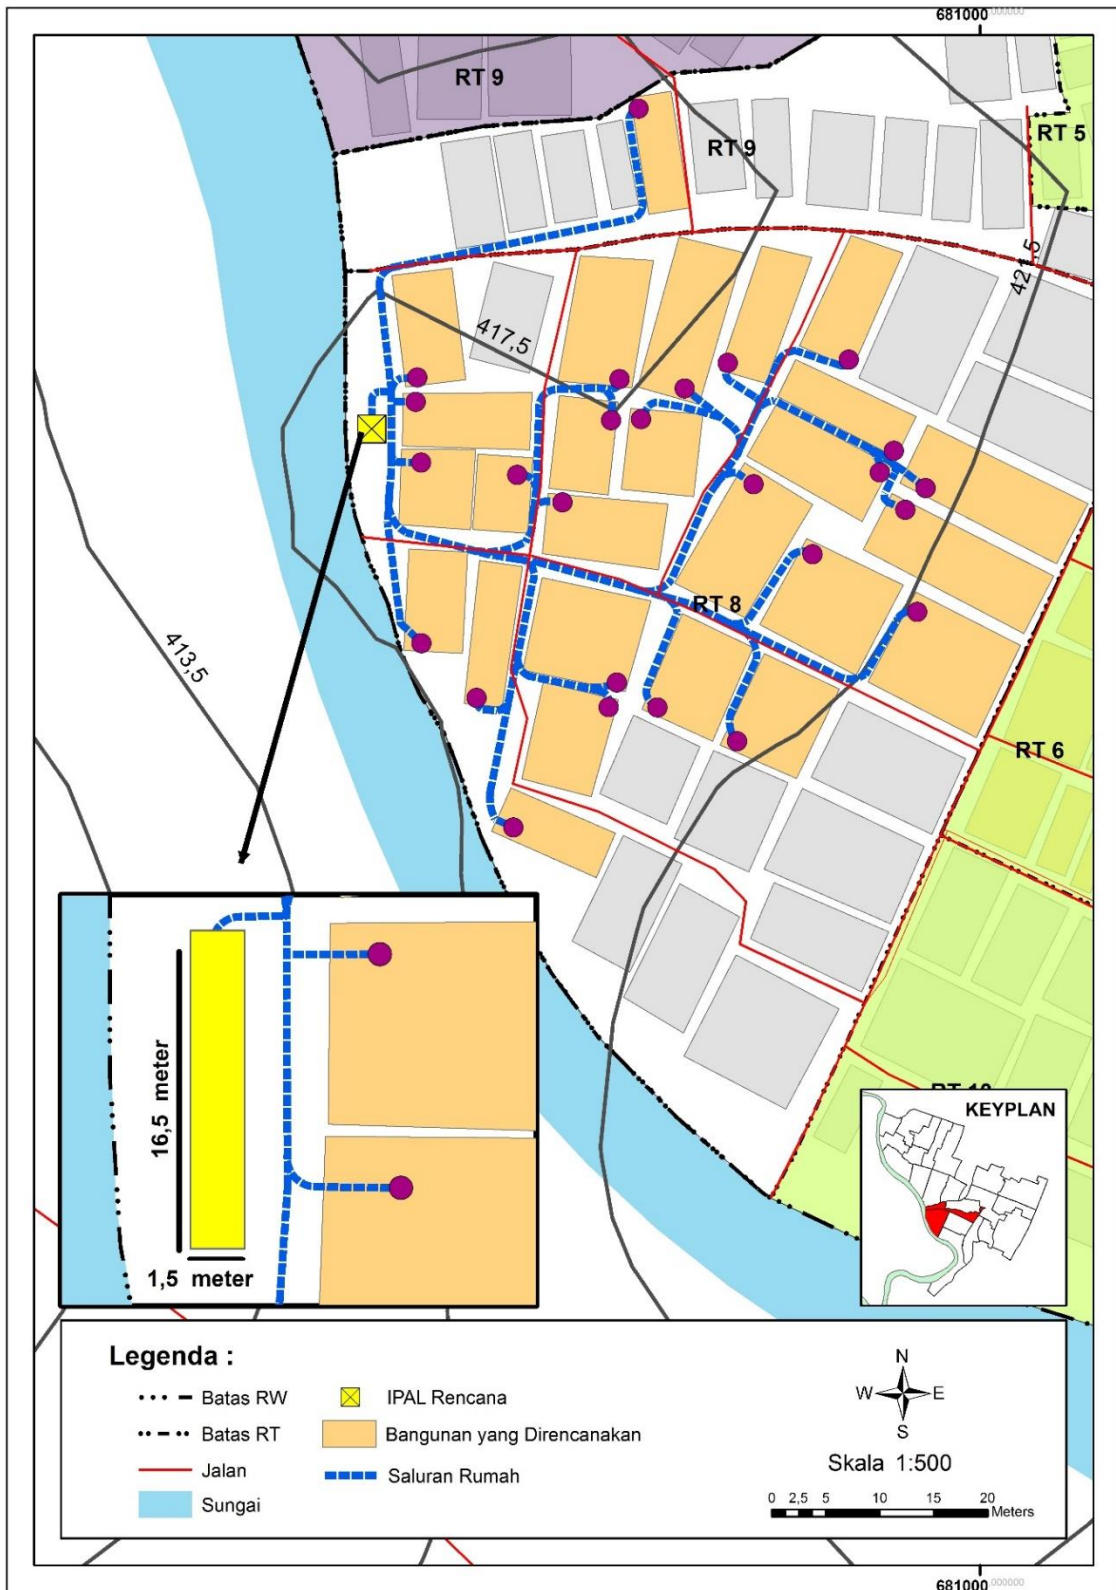 681000.000000
RT 9
RT 9
RT 5
421,5
417,5
RT 8
413,5
RT 6
16,5 meter
1,5 meter
KEYPLAN
Legenda :
Batas RW
Batas RT
Jalan
Sungai
IPAL Rencana
Bangunan yang Direncanakan
Saluran Rumah
N
W E
S
Skala 1:500
0 2,5 5 10 15 20
Meters
681000.000000